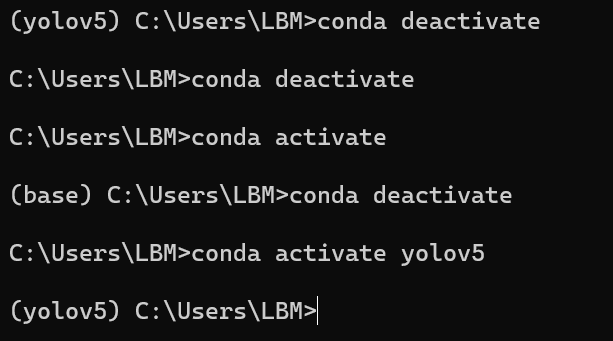 (yolov5) C:\Users\LBM>conda deactivate
C:\Users\LBM>conda deactivate
C:\Users\LBM>conda activate
(base) C:\Users\LBM>conda deactivate
C:\Users\LBM>conda activate yolov5
(yolov5) C:\Users\LBM>